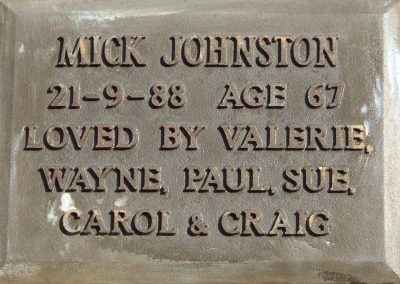 MICK JOHNSTON
21-9-88 AGE 67
LOVED BY VALERIE,
WAYNE, PAUL, SUE,
CAROL & CRAIG